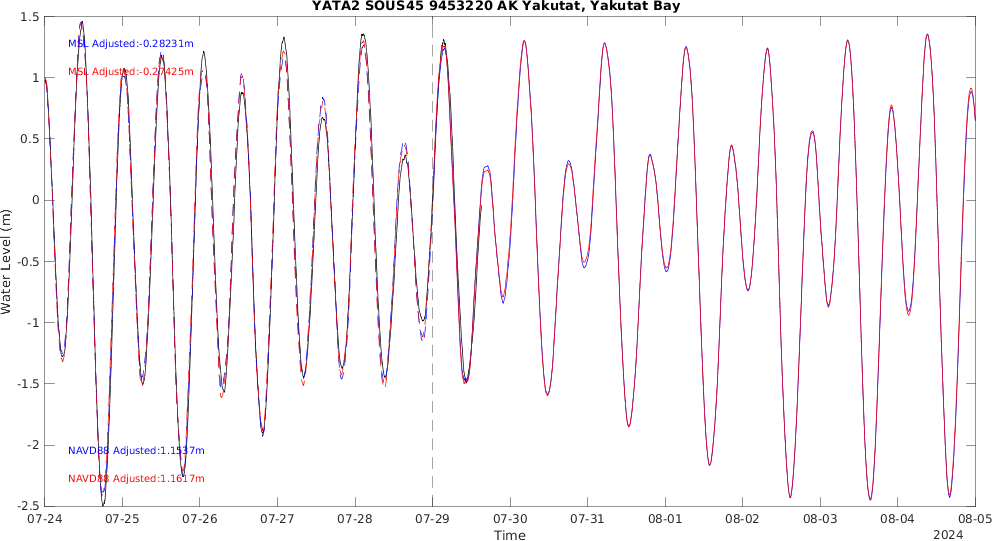 YATA2 SOUS45 9453220 AK Yakutat, Yakutat Bay
1.5
MSL Adjusted:-0.28231m
MSL Adjusted:-0.27425m
1
0.5
0
-0.5
-1
-1.5
-2
-2.5
Water Level (m)
NAVD88 Adjusted:1.1537m
NAVD88 Adjusted:1.1617m
07-24 07-25 07-26 07-27 07-28 07-29 07-30 07-31 08-01 08-02 08-03 08-04 08-05
Time
2024